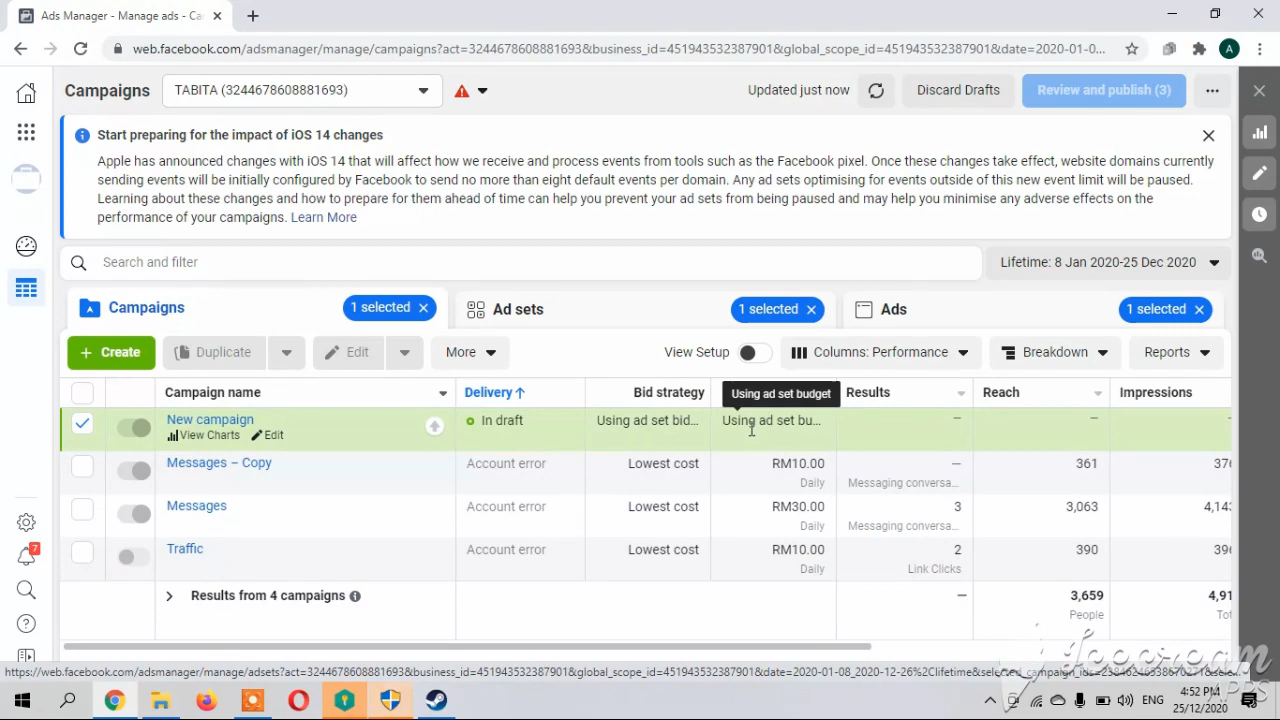 Ads Manager - Manage ads - Ca
web.facebook.com/adsmanager/manage/campaigns?act=3244678608881693&business_id=451943532387901&global_scope_id=451943532387901&date=2020-01-0...
A
Campaigns
TABITA (3244678608881693)
Updated just now
Discard Drafts
Review and publish (3)
Start preparing for the impact of iOS 14 changes
Apple has announced changes with iOS 14 that will affect how we receive and process events from tools such as the Facebook pixel. Once these changes take effect, website domains currently
sending events will be initially configured by Facebook to send no more than eight default events per domain. Any ad sets optimising for events outside of this new event limit will be paused.
Learning about these changes and how to prepare for them ahead of time can help you prevent your ad sets from being paused and may help you minimise any adverse effects on the
performance of your campaigns. Learn More
Search and filter
Lifetime: 8 Jan 2020-25 Dec 2020
Campaigns
1 selected
Ad sets
1 selected
Ads
1 selected
+ Create
Duplicate
Edit
More
View Setup
Columns: Performance
Breakdown
Reports
Campaign name
Delivery ↑
Bid strategy
Using ad set budget
Results
Reach
Impressions
New campaign
View Charts
Edit
In draft
Using ad set bid...
Using ad set bu...
—
—
Messages – Copy
Account error
Lowest cost
RM10.00
Daily
—
Messaging conversa...
361
376
Messages
Account error
Lowest cost
RM30.00
Daily
3
Messaging conversa...
3,063
4,14
Traffic
Account error
Lowest cost
RM10.00
Daily
2
Link Clicks
390
396
Results from 4 campaigns
—
3,659
People
4,91
Tot
7
ENG
4:52 PM
25/12/2020
APPS